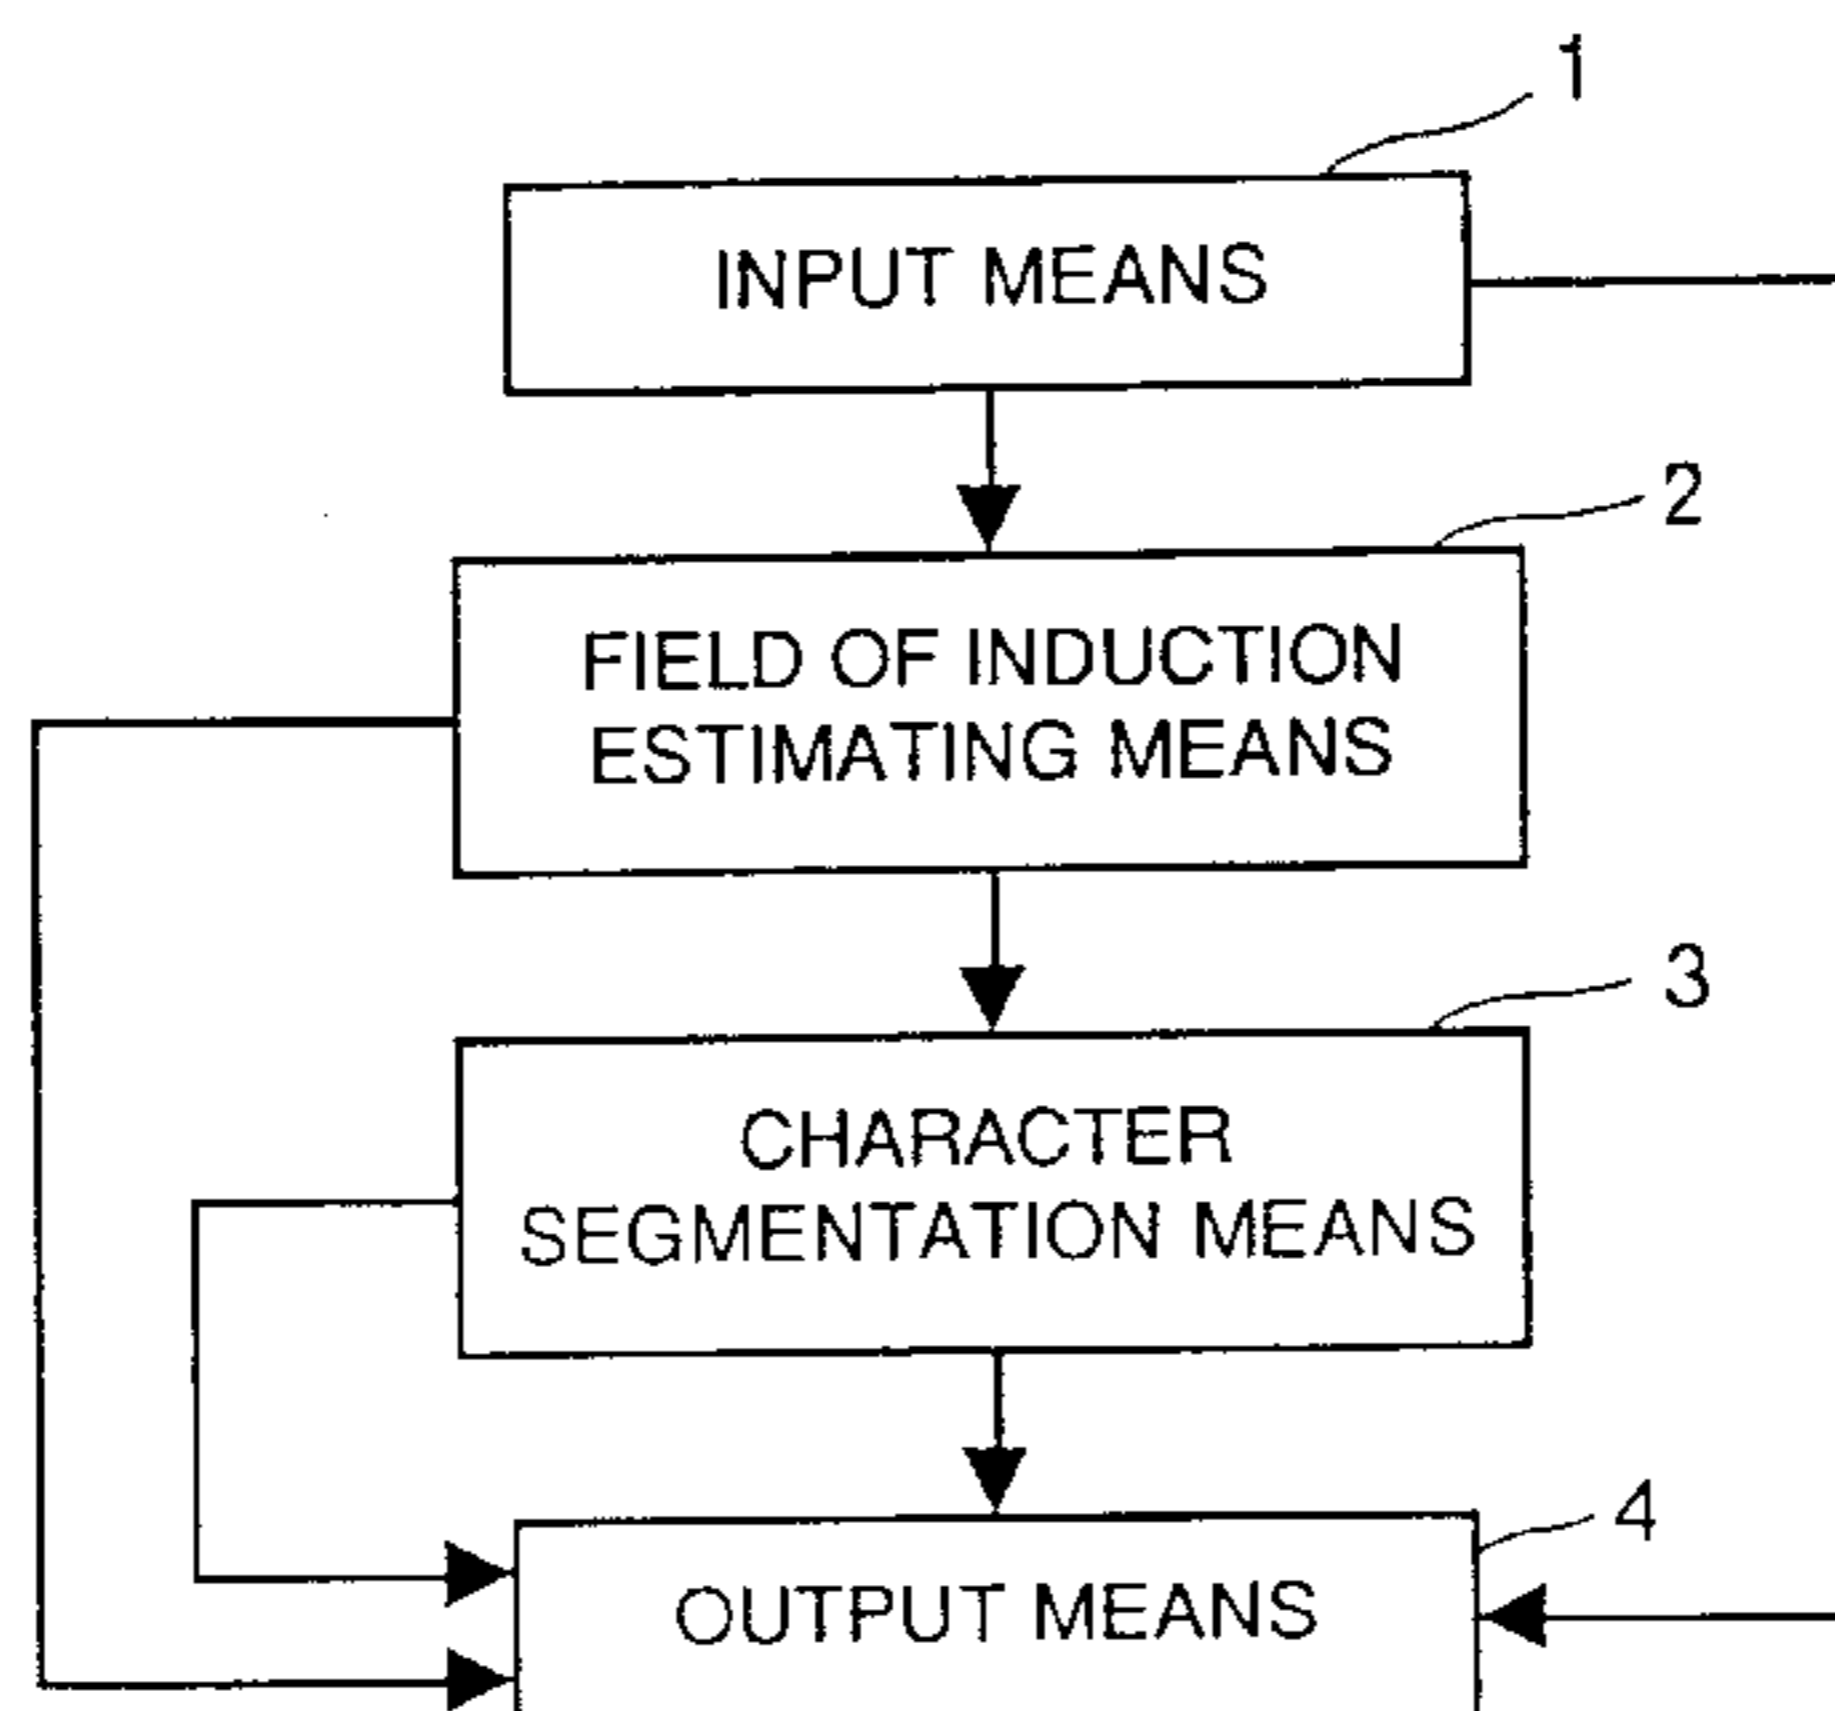 1
INPUT MEANS
2
FIELD OF INDUCTION
ESTIMATING MEANS
3
CHARACTER
SEGMENTATION MEANS
4
OUTPUT MEANS